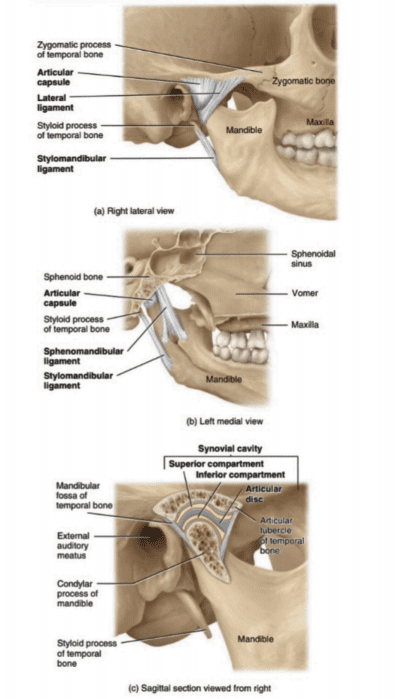 Zygomatic process
of temporal bone
Articular
capsule
Lateral
ligament
Styloid process
of temporal bone
Stylomandibular
ligament
Zygomatic bone
Maxilla
Mandible
(a) Right lateral view
Sphenoid bone
Articular
capsule
Styloid process
of temporal bone
Sphenomandibular
ligament
Stylomandibular
ligament
Sphenoidal
sinus
Vomer
Maxilla
Mandible
(b) Left medial view
Synovial cavity
Superior compartment
Inferior compartment
Articular
disc
Mandibular
fossa of
temporal bone
External
auditory
meatus
Condylar
process of
mandible
Styloid process
of temporal
bone
Articular
tubercle
of temporal
bone
Mandible
(c) Sagittal section viewed from right